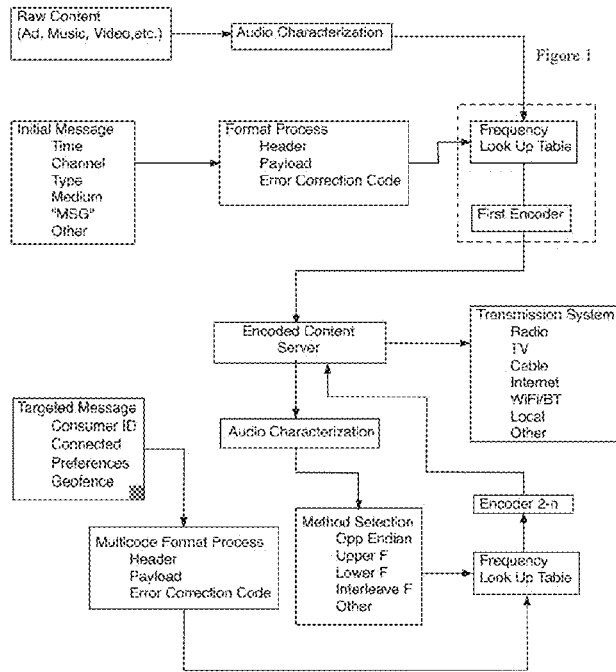 Raw Content
(Ad, Music, Video,etc.)
Audio Characterization
Figure 1
Initial Message
Time
Channel
Type
Medium
"MSG"
Other
Format Process
Header
Payload
Error Correction Code
Frequency
Look Up Table
First Encoder
Encoded Content
Server
Transmission System
Radio
TV
Cable
Internet
WiFi/BT
Local
Other
Targeted Message
Consumer ID
Connected
Preferences
Geofence
Audio Characterization
Multicode Format Process
Header
Payload
Error Correction Code
Method Selection
Opp Endian
Upper F
Lower F
Interleave F
Other
Encoder 2-n
Frequency
Look Up Table